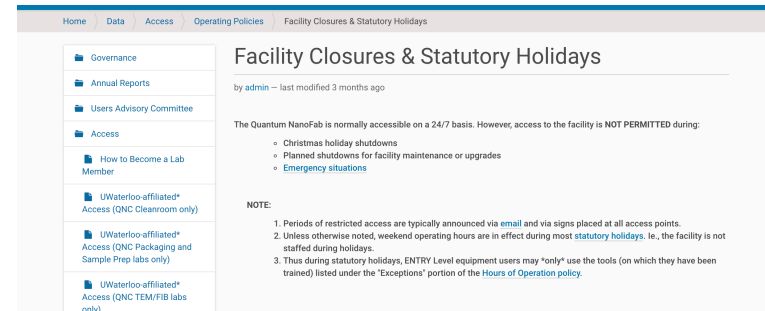 Home
Data
Access
Operating Policies
Facility Closures & Statutory Holidays
Governance
Annual Reports
Users Advisory Committee
Access
How to Become a Lab
Member
UWaterloo-affiliated*
Access (QNC Cleanroom only)
UWaterloo-affiliated*
Access (QNC Packaging and
Sample Prep labs only)
UWaterloo-affiliated*
Access (QNC TEM/FIB labs
only)
Facility Closures & Statutory Holidays
by admin — last modified 3 months ago
The Quantum NanoFab is normally accessible on a 24/7 basis. However, access to the facility is NOT PERMITTED during:
Christmas holiday shutdowns
Planned shutdowns for facility maintenance or upgrades
Emergency situations
NOTE:
1. Periods of restricted access are typically announced via email and via signs placed at all access points.
2. Unless otherwise noted, weekend operating hours are in effect during most statutory holidays. Ie., the facility is not
staffed during holidays.
3. Thus during statutory holidays, ENTRY Level equipment users may *only* use the tools (on which they have been
trained) listed under the "Exceptions" portion of the Hours of Operation policy.